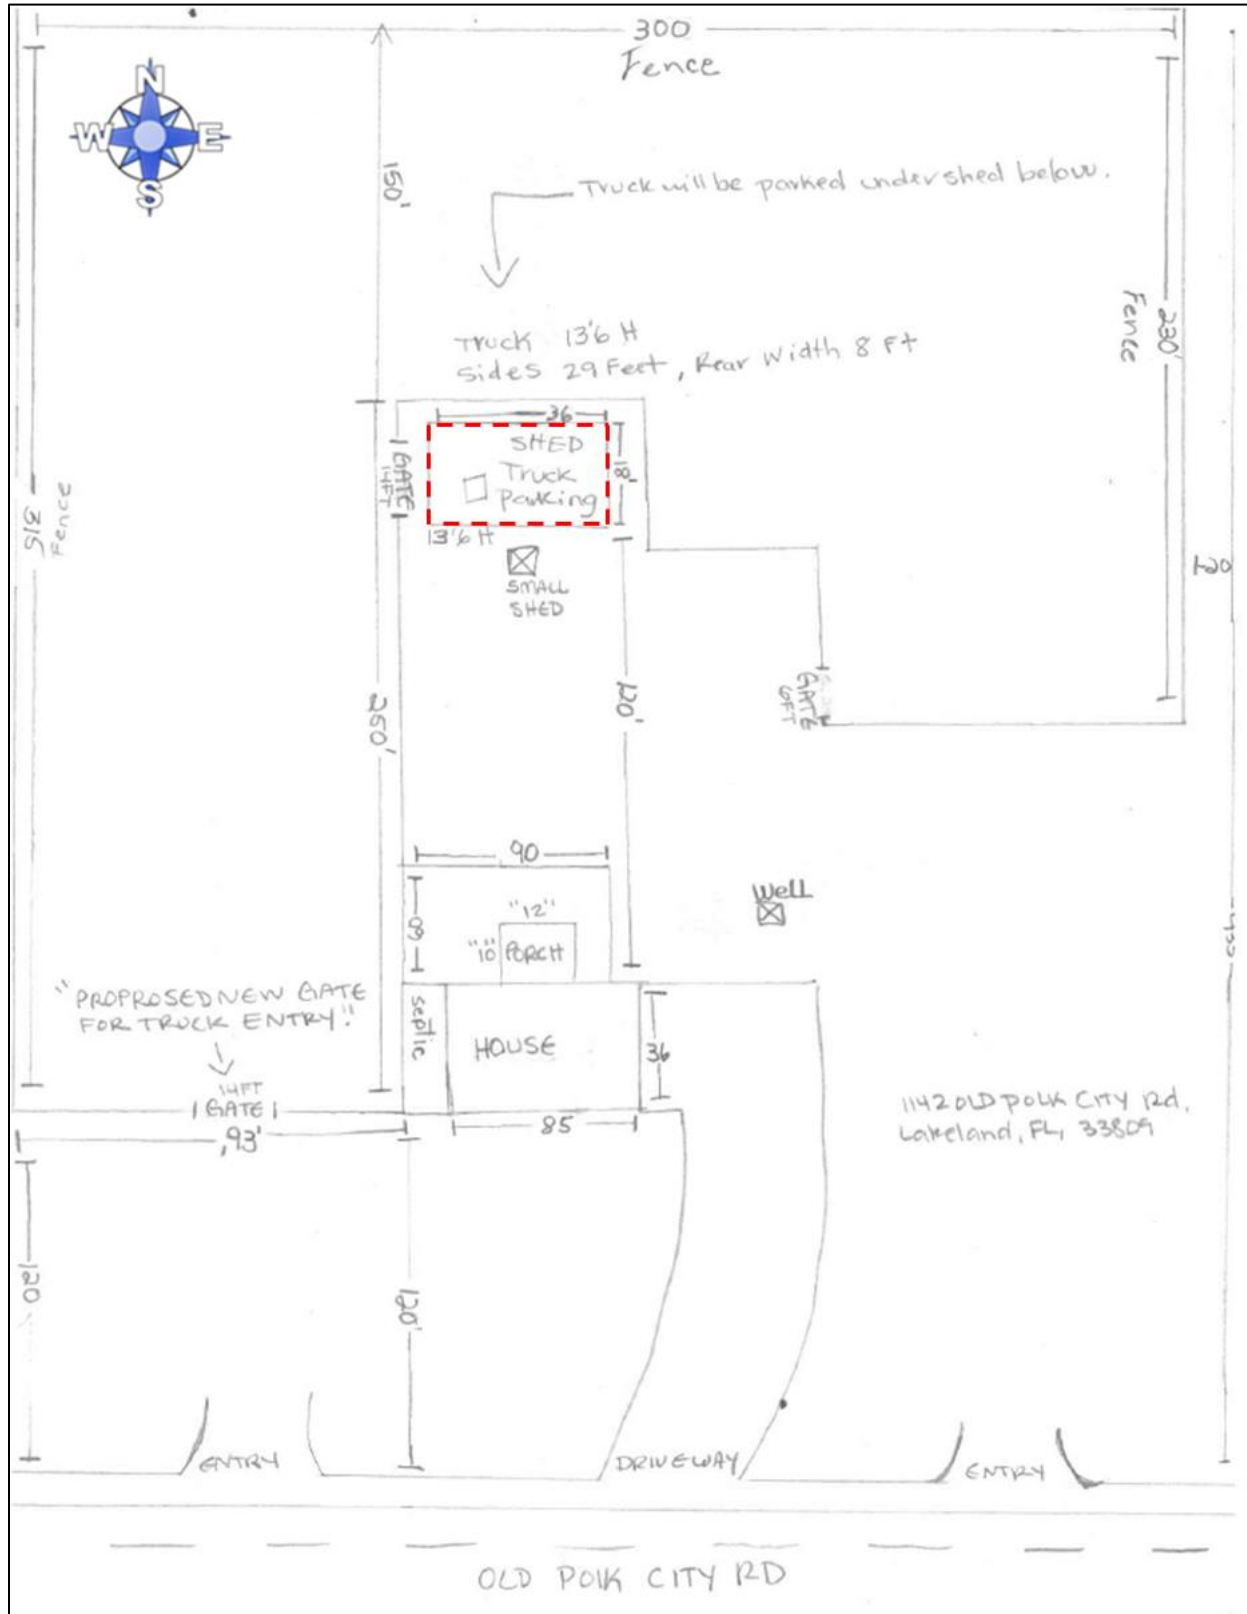 300
Fence
N
W E
S
150'
Truck will be parked under shed below.
Truck 13'6 H
Sides 29 Feet, Rear Width 8 Ft
230'
Fence
315
Fence
36
SHED
Truck
Parking
18'
GATE
14FT
13'6 H
SMALL
SHED
120'
250'
GATE
6FT
90
60
"12"
"10" PORCH
Well
"PROPROSED NEW GATE
FOR TRUCK ENTRY"
14FT
GATE
septic
HOUSE
36
85
93'
1142 OLD POLK CITY Rd,
Lakeland, FL, 33809
120
120'
ENTRY
DRIVEWAY
ENTRY
OLD POLK CITY RD